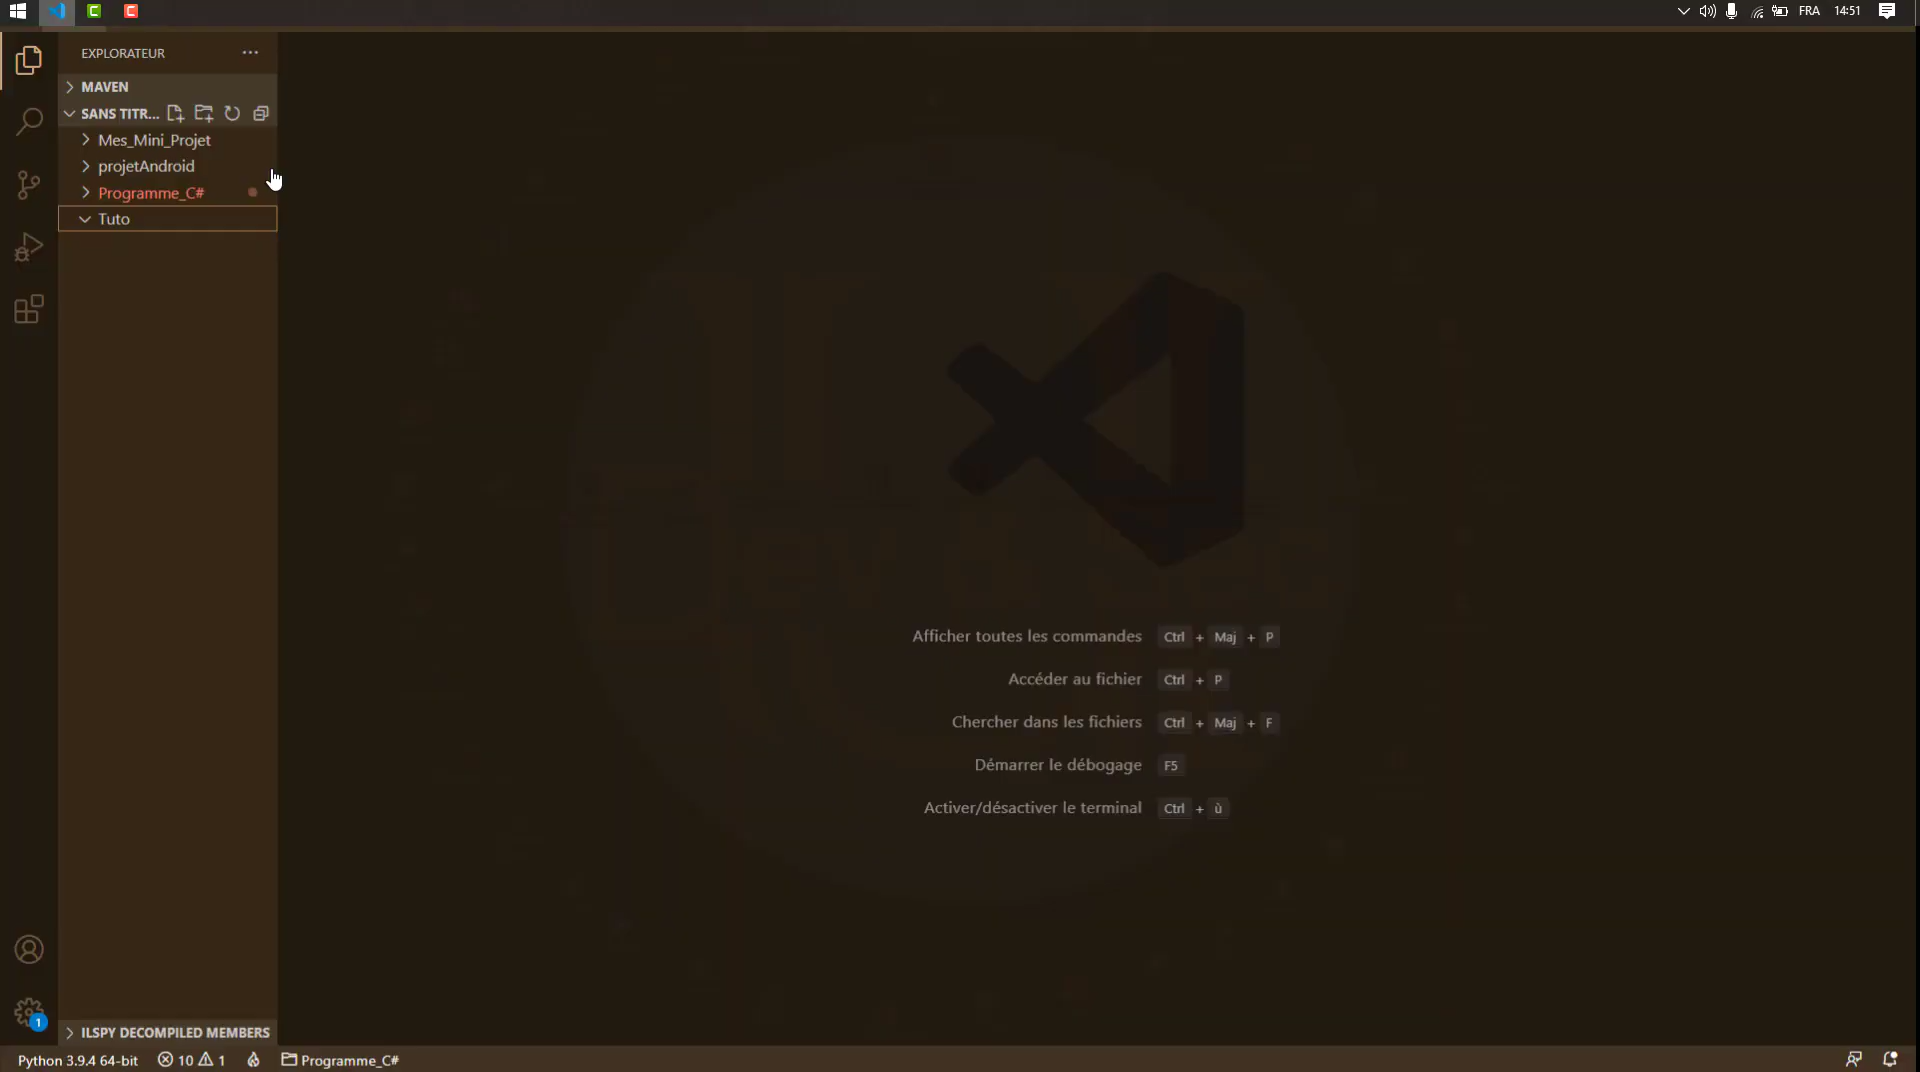 FRA 14:51
EXPLORATEUR
MAVEN
SANS TITR...
Mes_Mini_Projet
projetAndroid
Programme_C#
Tuto
Afficher toutes les commandes Ctrl + Maj + P
Accéder au fichier Ctrl + P
Chercher dans les fichiers Ctrl + Maj + F
Démarrer le débogage F5
Activer/désactiver le terminal Ctrl + ù
1
ILSPY DECOMPILED MEMBERS
Python 3.9.4 64-bit 10 1 Programme_C#